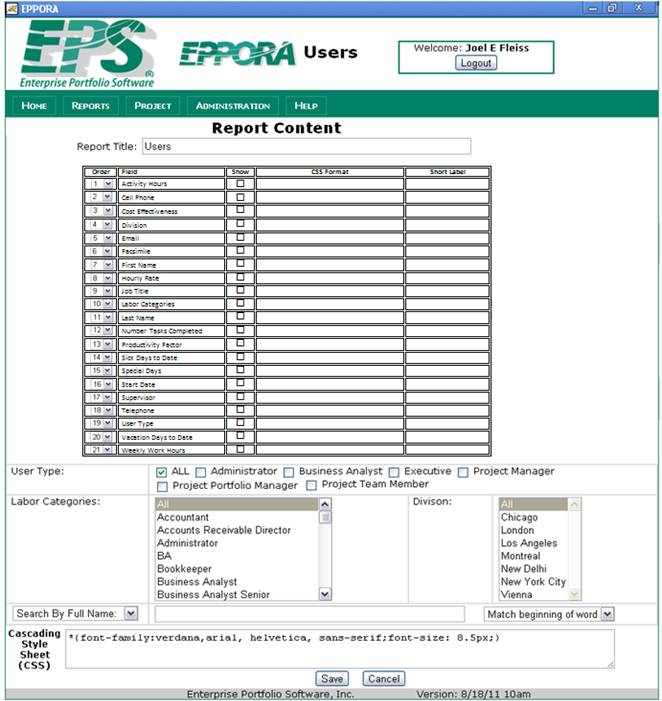 EPPORA
EPS
Enterprise Portfolio Software ®
EPPORA Users
Welcome: Joel E Fleiss
Logout
HOME REPORTS PROJECT ADMINISTRATION HELP
Report Content
Report Title: Users
Order Field Show CSS Format Short Label
1 Activity Hours
2 Cell Phone
3 Cost Effectiveness
4 Division
5 Email
6 Facsimile
7 First Name
8 Hourly Rate
9 Job Title
10 Labor Categories
11 Last Name
12 Number Tasks Completed
13 Productivity Factor
14 Sick Days to Date
15 Special Days
16 Start Date
17 Supervisor
18 Telephone
19 User Type
20 Vacation Days to Date
21 Weekly Work Hours
User Type: ALL Administrator Business Analyst Executive Project Manager
Project Portfolio Manager Project Team Member
Labor Categories:
All
Accountant
Accounts Receivable Director
Administrator
BA
Bookkeeper
Business Analyst
Business Analyst Senior
Divison:
All
Chicago
London
Los Angeles
Montreal
New Delhi
New York City
Vienna
Search By Full Name: Match beginning of word
Cascading
Style
Sheet
(CSS)
*(font-family:verdana,arial, helvetica, sans-serif;font-size: 8.5px;)
Save Cancel
Enterprise Portfolio Software, Inc. Version: 8/18/11 10am